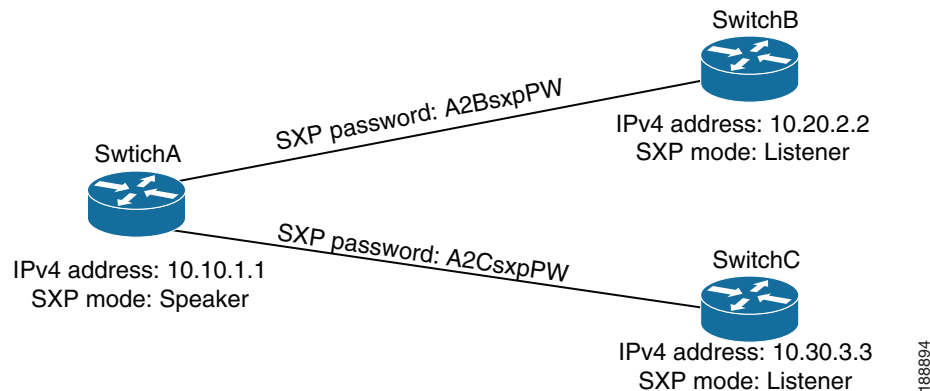 SwitchB
SXP password: A2BsxpPW
IPv4 address: 10.20.2.2
SXP mode: Listener
SwtichA
IPv4 address: 10.10.1.1
SXP mode: Speaker
SXP password: A2CsxpPW
SwitchC
IPv4 address: 10.30.3.3
SXP mode: Listener
188894